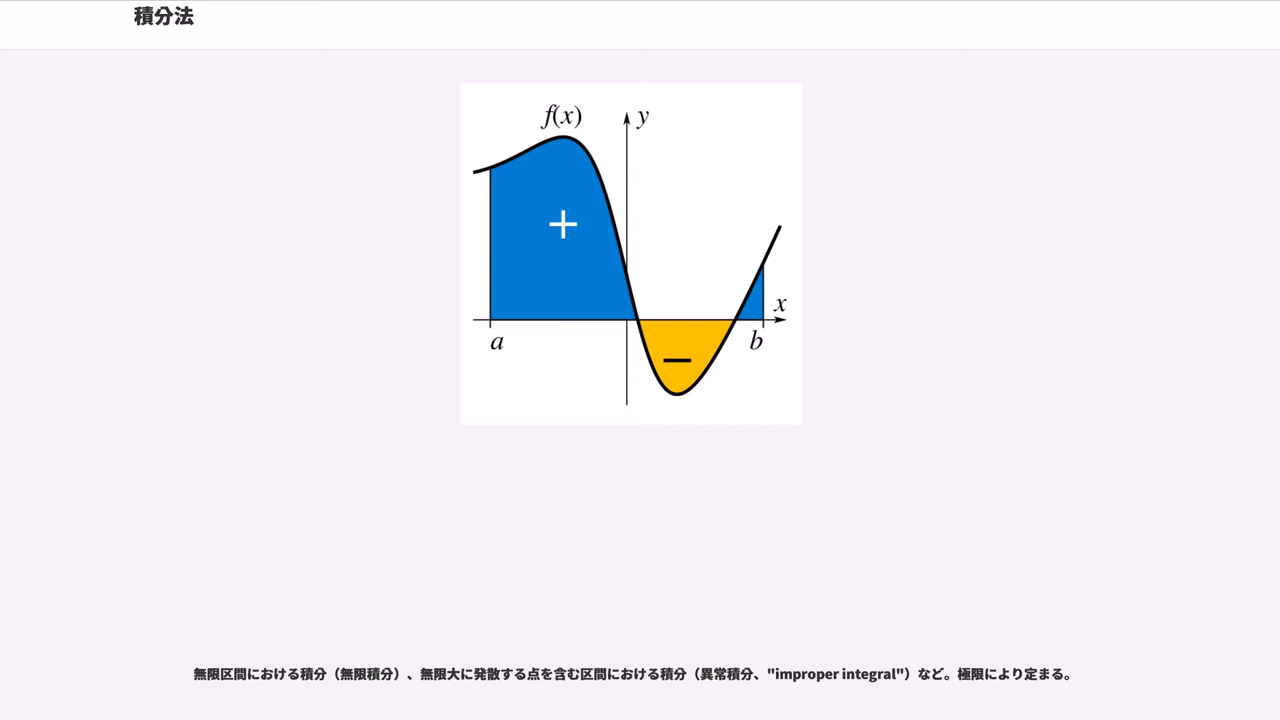 積分法
f(x)
y
+
x
a
b
−
無限区間における積分（無限積分）、無限大に発散する点を含む区間における積分（異常積分、"improper integral"）など。極限により定まる。